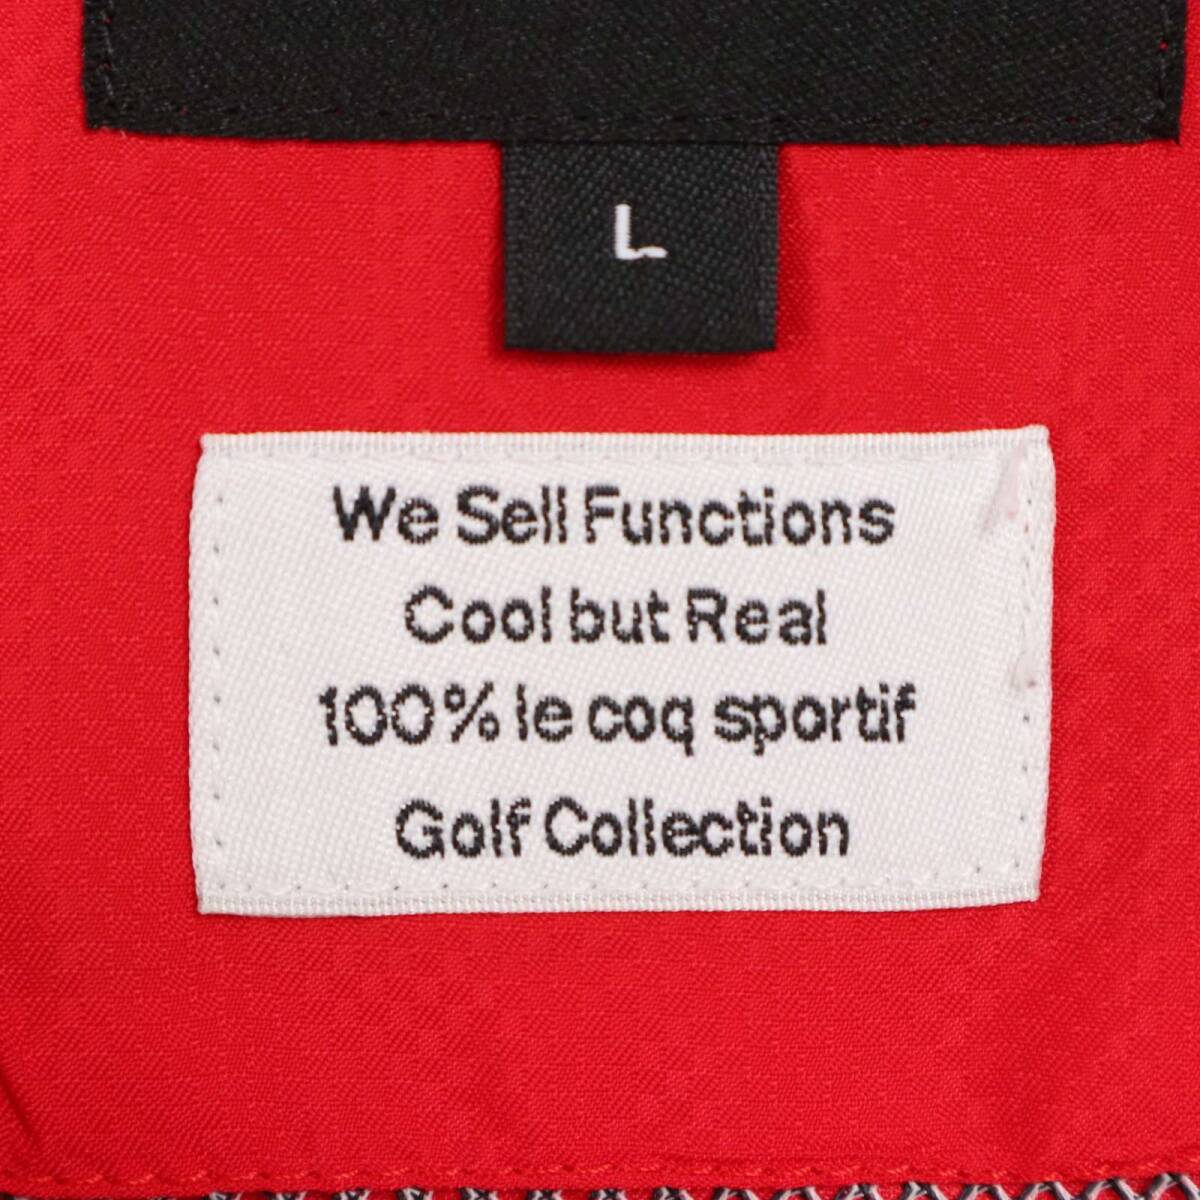 L
We Sell Functions
Cool but Real
100% le coq sportif
Golf Collection